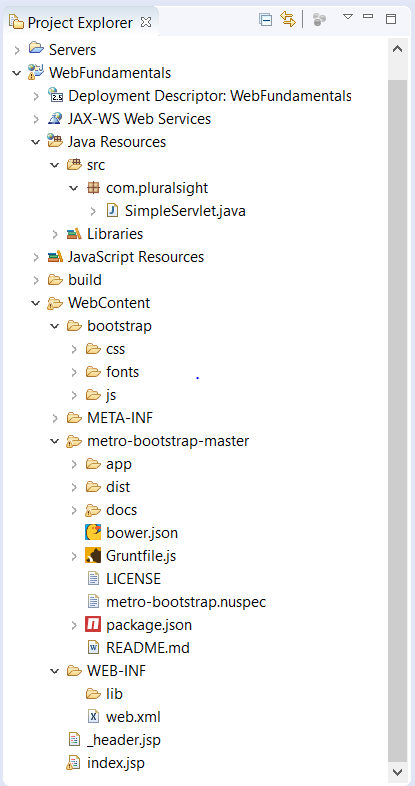 Project Explorer
Servers
WebFundamentals
Deployment Descriptor: WebFundamentals
JAX-WS Web Services
Java Resources
src
com.pluralsight
SimpleServlet.java
Libraries
JavaScript Resources
build
WebContent
bootstrap
css
fonts
js
META-INF
metro-bootstrap-master
app
dist
docs
bower.json
Gruntfile.js
LICENSE
metro-bootstrap.nuspec
package.json
README.md
WEB-INF
lib
web.xml
_header.jsp
index.jsp